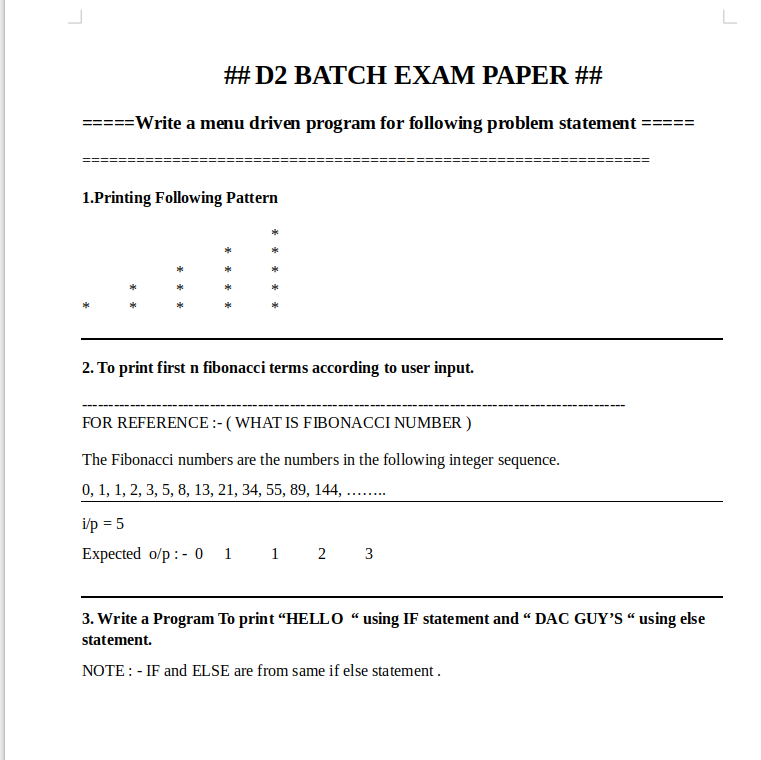 ## D2 BATCH EXAM PAPER ##
=====Write a menu driven program for following problem statement =====
===============================================================
1.Printing Following Pattern
*
* *
* * *
* * * *
* * * * *
2. To print first n fibonacci terms according to user input.
-------------------------------------------------------------------------------------------------------
FOR REFERENCE :- ( WHAT IS FIBONACCI NUMBER )
The Fibonacci numbers are the numbers in the following integer sequence.
0, 1, 1, 2, 3, 5, 8, 13, 21, 34, 55, 89, 144, ……..
i/p = 5
Expected o/p : - 0 1 1 2 3
3. Write a Program To print “HELLO “ using IF statement and “ DAC GUY’S “ using else
statement.
NOTE : - IF and ELSE are from same if else statement .